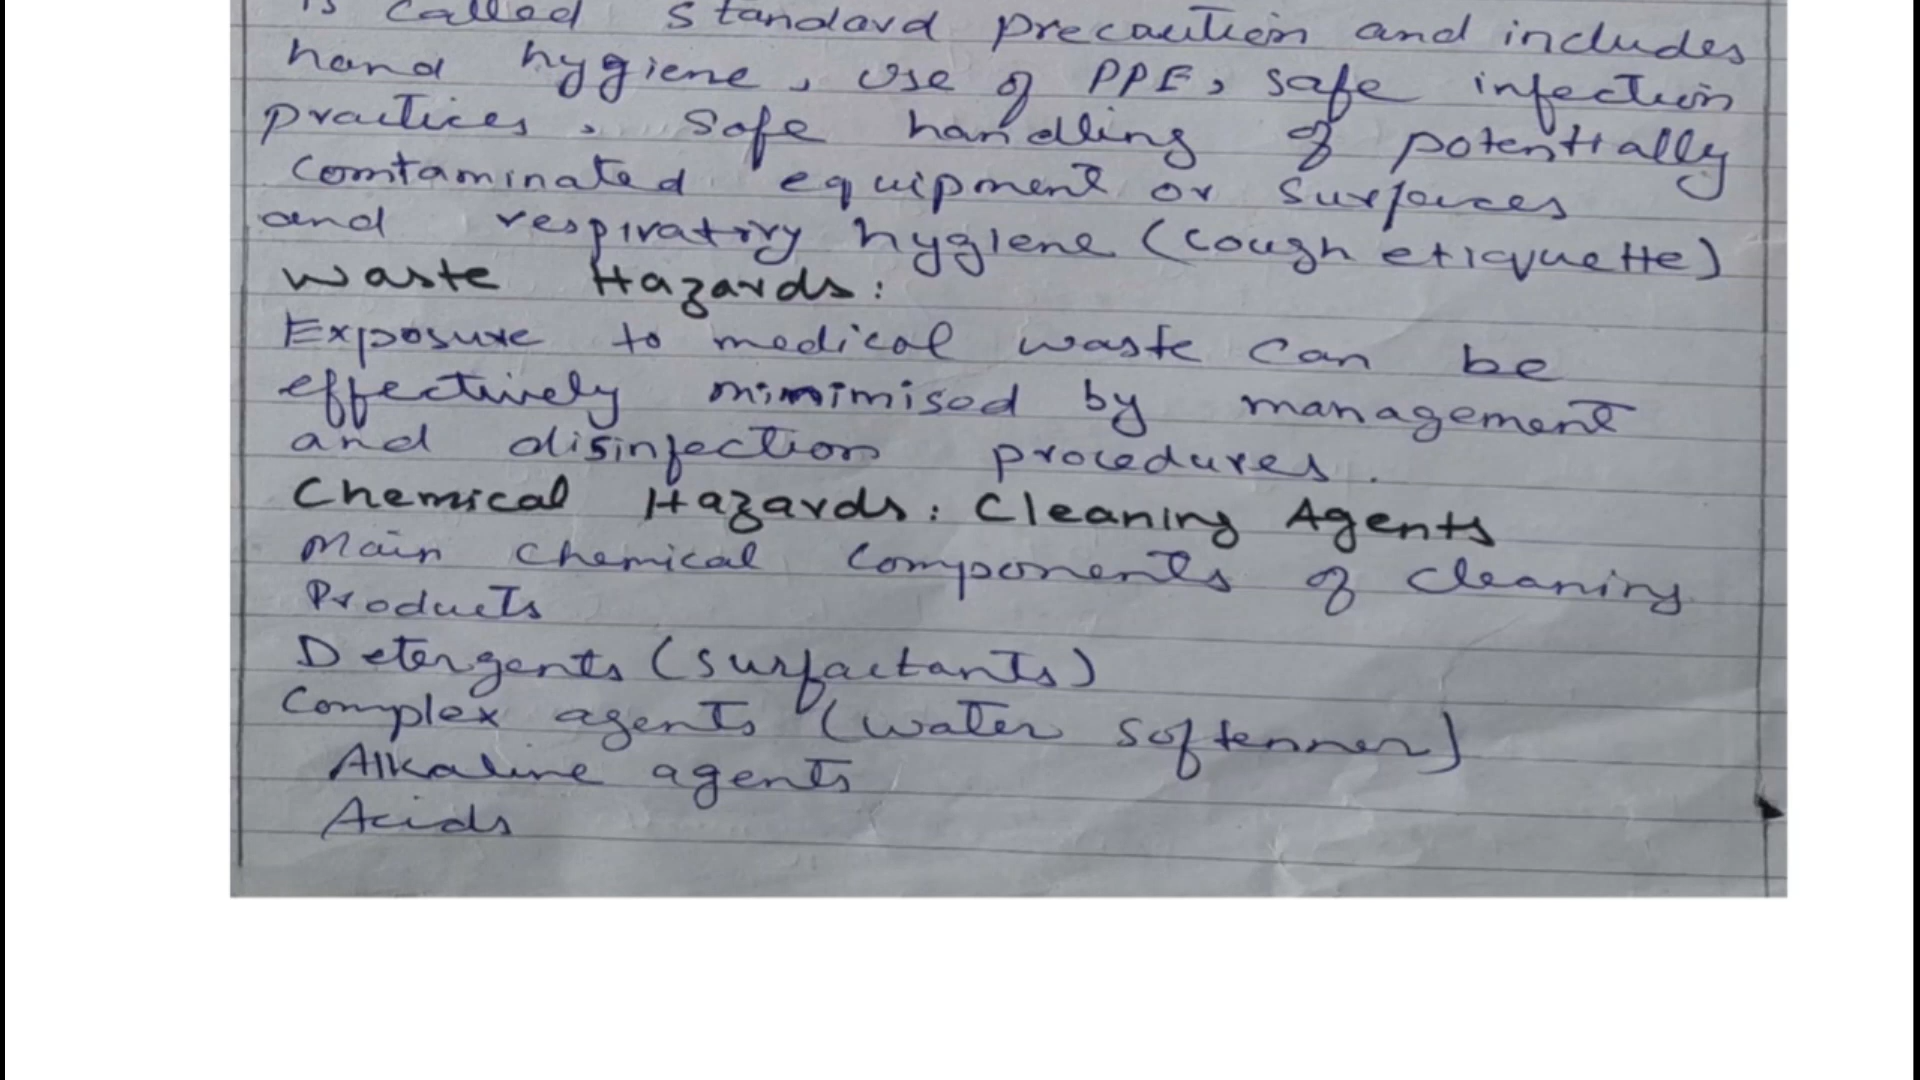 is called standard precaution and includes
hand hygiene, use of PPE, safe infection
practices, safe handling of potentially
contaminated equipment or surfaces
and respiratiry hygiene (cough etiqvuette)
Waste Hazards:
Exposure to medical waste can be
effectively minimised by management
and disinfection procedures.
Chemical Hazards: Cleaning Agents
Main chemical components of cleaning
Products
Detergents (surfactants)
Complex agents (water softenner)
Alkaline agents
Acids